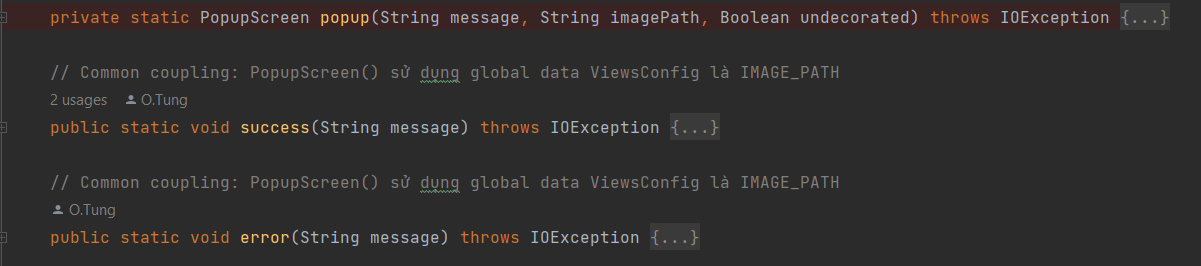 private static PopupScreen popup(String message, String imagePath, Boolean undecorated) throws IOException {...}
// Common coupling: PopupScreen() sử dụng global data ViewsConfig là IMAGE_PATH
2 usages O.Tung
public static void success(String message) throws IOException {...}
// Common coupling: PopupScreen() sử dụng global data ViewsConfig là IMAGE_PATH
O.Tung
public static void error(String message) throws IOException {...}